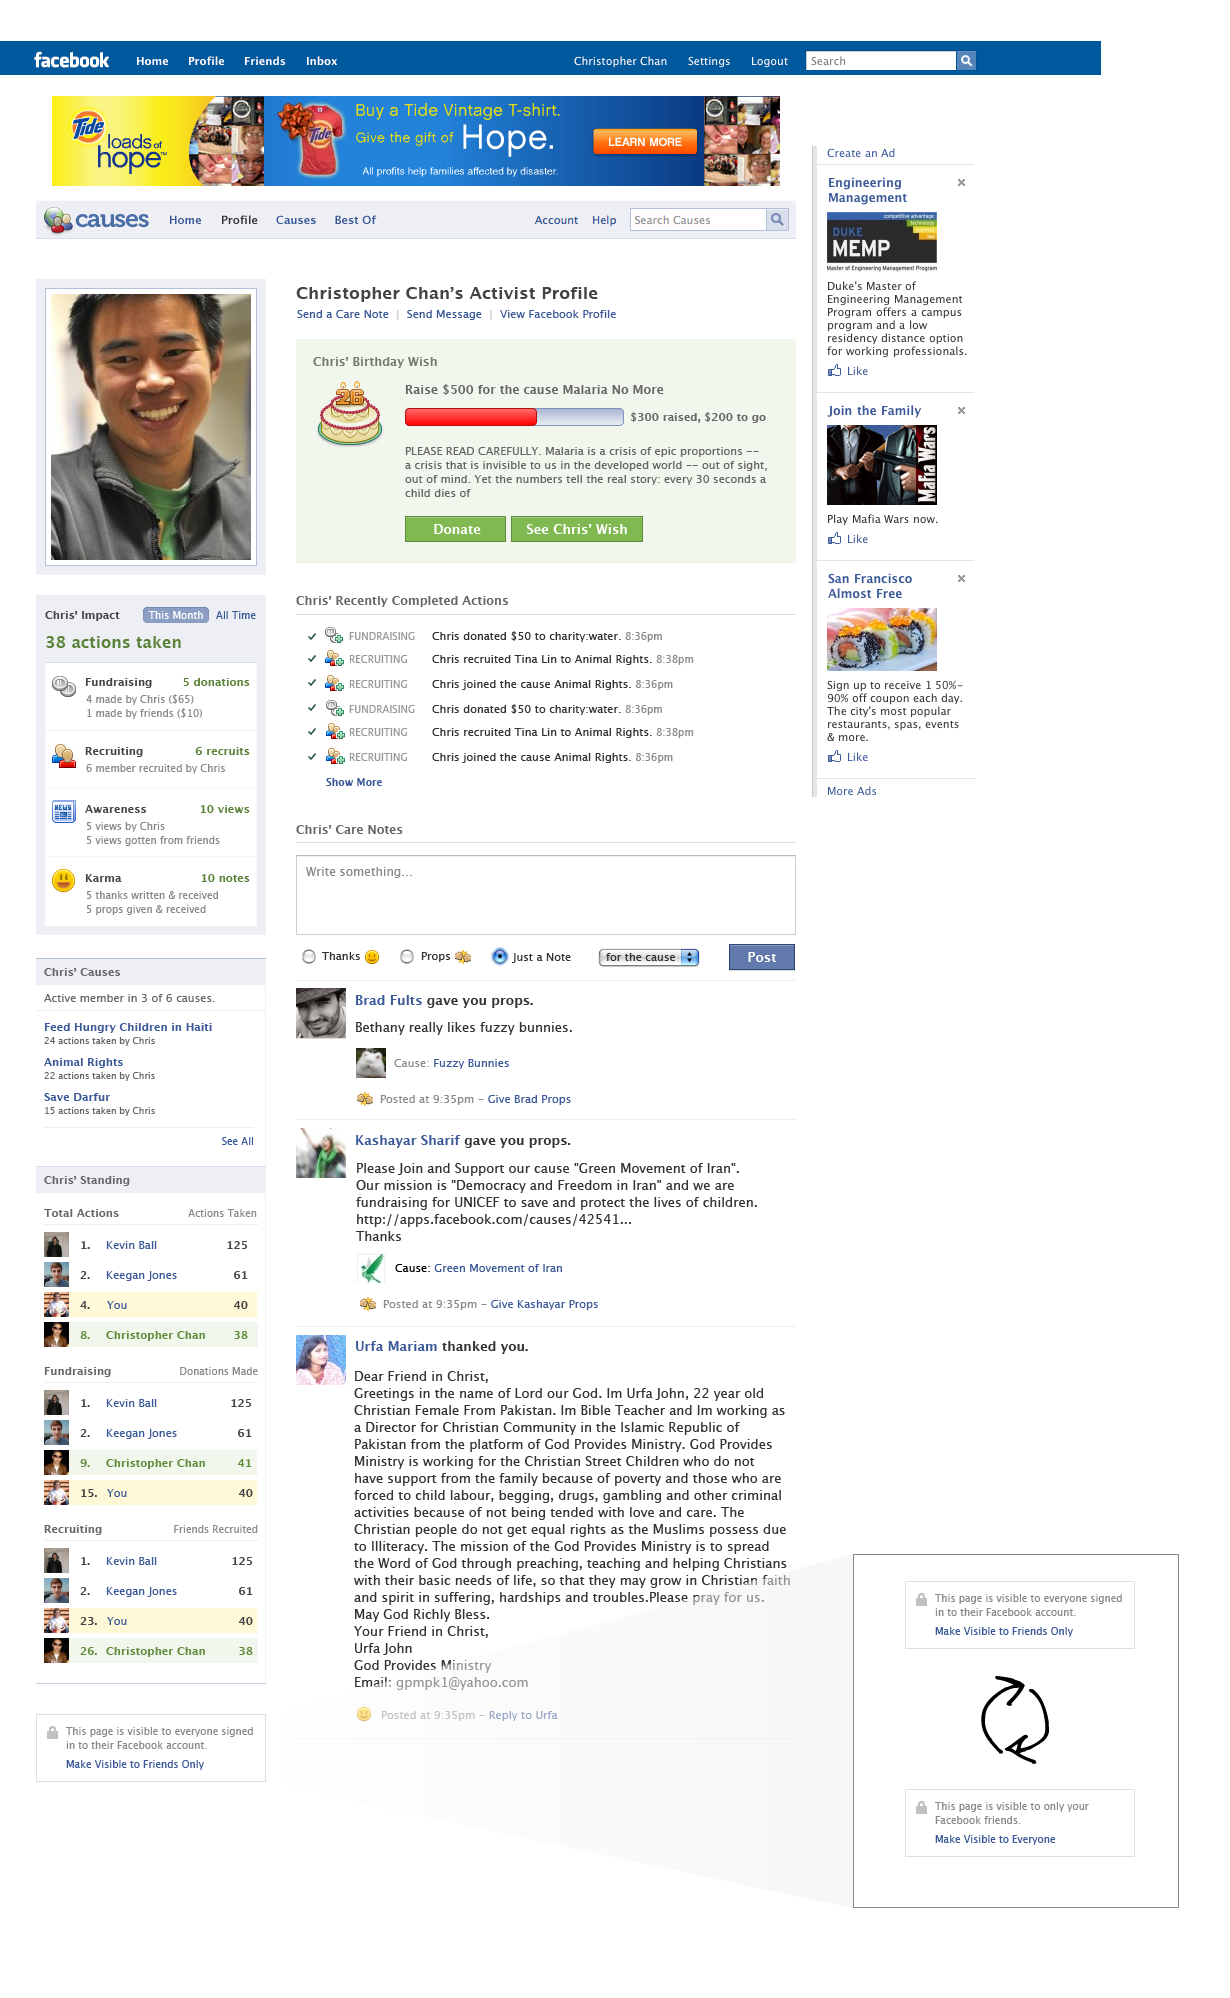 facebook Home Profile Friends Inbox Christopher Chan Settings Logout Search
Tide loads of hope™
Buy a Tide Vintage T-shirt.
Give the gift of Hope.
All profits help families affected by disaster.
LEARN MORE
causes Home Profile Causes Best Of Account Help Search Causes
Christopher Chan's Activist Profile
Send a Care Note | Send Message | View Facebook Profile
Chris' Birthday Wish
26
Raise $500 for the cause Malaria No More
$300 raised, $200 to go
PLEASE READ CAREFULLY. Malaria is a crisis of epic proportions --
a crisis that is invisible to us in the developed world -- out of sight,
out of mind. Yet the numbers tell the real story: every 30 seconds a
child dies of
Donate See Chris' Wish
Chris' Impact This Month All Time
38 actions taken
Fundraising 5 donations
4 made by Chris ($65)
1 made by friends ($10)
Recruiting 6 recruits
6 member recruited by Chris
NEWS
Awareness 10 views
5 views by Chris
5 views gotten from friends
Karma 10 notes
5 thanks written & received
5 props given & received
Chris' Causes
Active member in 3 of 6 causes.
Feed Hungry Children in Haiti
24 actions taken by Chris
Animal Rights
22 actions taken by Chris
Save Darfur
15 actions taken by Chris
See All
Chris' Standing
Total Actions Actions Taken
1. Kevin Ball 125
2. Keegan Jones 61
4. You 40
8. Christopher Chan 38
Fundraising Donations Made
1. Kevin Ball 125
2. Keegan Jones 61
9. Christopher Chan 41
15. You 40
Recruiting Friends Recruited
1. Kevin Ball 125
2. Keegan Jones 61
23. You 40
26. Christopher Chan 38
This page is visible to everyone signed
in to their Facebook account.
Make Visible to Friends Only
Chris' Recently Completed Actions
FUNDRAISING Chris donated $50 to charity:water. 8:36pm
RECRUITING Chris recruited Tina Lin to Animal Rights. 8:38pm
RECRUITING Chris joined the cause Animal Rights. 8:36pm
FUNDRAISING Chris donated $50 to charity:water. 8:36pm
RECRUITING Chris recruited Tina Lin to Animal Rights. 8:38pm
RECRUITING Chris joined the cause Animal Rights. 8:36pm
Show More
Chris' Care Notes
Write something...
Thanks Props Just a Note for the cause Post
Brad Fults gave you props.
Bethany really likes fuzzy bunnies.
Cause: Fuzzy Bunnies
Posted at 9:35pm – Give Brad Props
Kashayar Sharif gave you props.
Please Join and Support our cause "Green Movement of Iran".
Our mission is "Democracy and Freedom in Iran" and we are
fundraising for UNICEF to save and protect the lives of children.
http://apps.facebook.com/causes/42541...
Thanks
Cause: Green Movement of Iran
Posted at 9:35pm – Give Kashayar Props
Urfa Mariam thanked you.
Dear Friend in Christ,
Greetings in the name of Lord our God. Im Urfa John, 22 year old
Christian Female From Pakistan. Im Bible Teacher and Im working as
a Director for Christian Community in the Islamic Republic of
Pakistan from the platform of God Provides Ministry. God Provides
Ministry is working for the Christian Street Children who do not
have support from the family because of poverty and those who are
forced to child labour, begging, drugs, gambling and other criminal
activities because of not being tended with love and care. The
Christian people do not get equal rights as the Muslims possess due
to Illiteracy. The mission of the God Provides Ministry is to spread
the Word of God through preaching, teaching and helping Christians
with their basic needs of life, so that they may grow in Christian faith
and spirit in suffering, hardships and troubles.Please pray for us.
May God Richly Bless.
Your Friend in Christ,
Urfa John
God Provides Ministry
Email: gpmpk1@yahoo.com
Posted at 9:35pm – Reply to Urfa
Create an Ad
Engineering
Management
competitive advantage:
technology
business
law
DUKE
MEMP
Master of Engineering Management Program
Duke's Master of
Engineering Management
Program offers a campus
program and a low
residency distance option
for working professionals.
Like
Join the Family
Mafia Wars
Play Mafia Wars now.
Like
San Francisco
Almost Free
Sign up to receive 1 50%-
90% off coupon each day.
The city's most popular
restaurants, spas, events
& more.
Like
More Ads
This page is visible to everyone signed
in to their Facebook account.
Make Visible to Friends Only
This page is visible to only your
Facebook friends.
Make Visible to Everyone